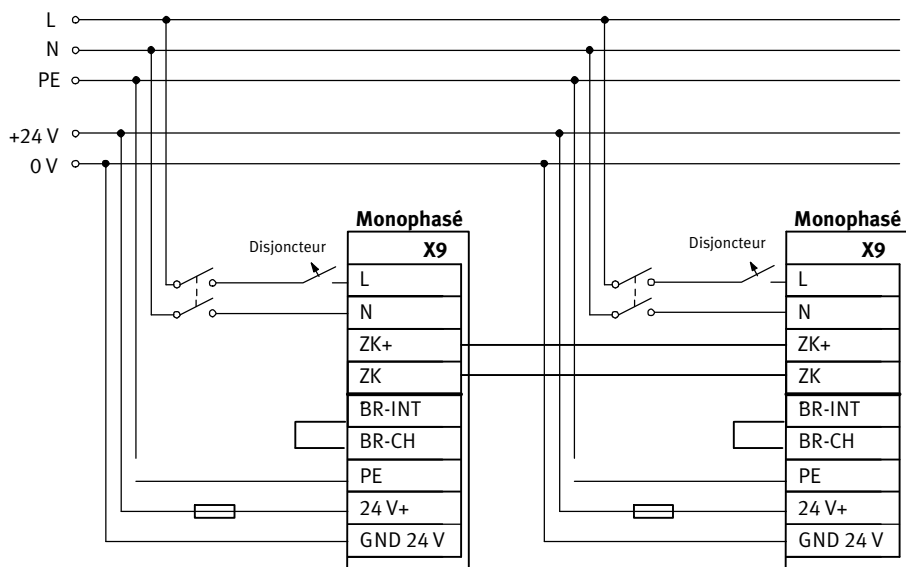 L
N
PE
+24 V
0 V
Monophasé
X9
Disjoncteur
L
N
ZK+
ZK
BR-INT
BR-CH
PE
24 V+
GND 24 V
Monophasé
X9
Disjoncteur
L
N
ZK+
ZK
BR-INT
BR-CH
PE
24 V+
GND 24 V